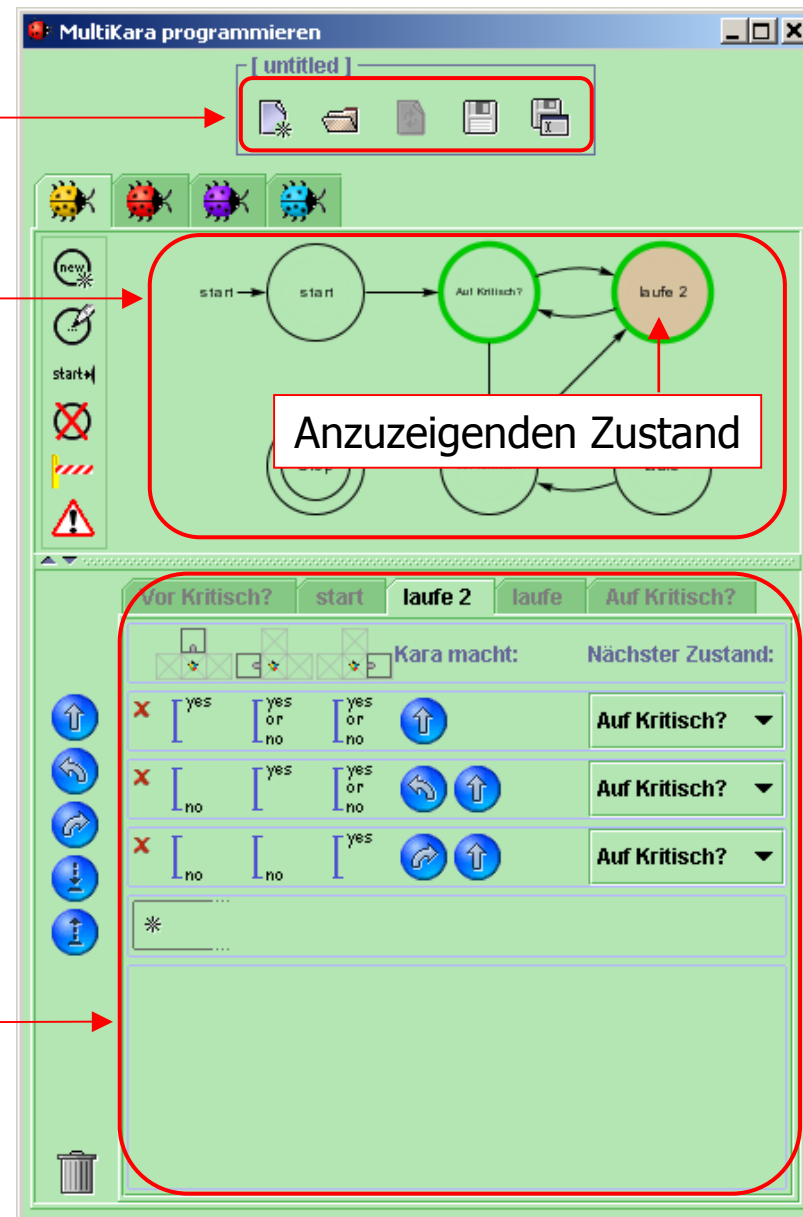 MultiKara programmieren
[ untitled ]
new
start
start
Auf Kritisch?
laufe 2
start
Anzuzeigenden Zustand
Vor Kritisch? start laufe 2 laufe Auf Kritisch?
Kara macht: Nächster Zustand:
yes yes or no yes or no Auf Kritisch?
no yes yes or no Auf Kritisch?
no no yes Auf Kritisch?